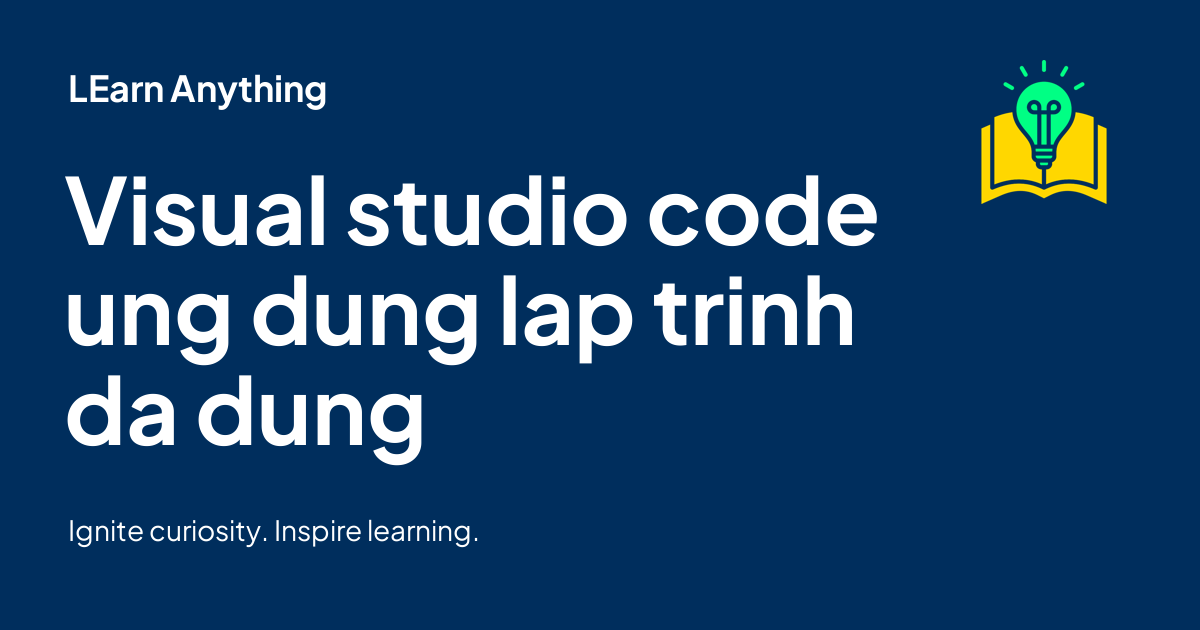 LEarn Anything
Visual studio code
ung dung lap trinh
da dung
Ignite curiosity. Inspire learning.